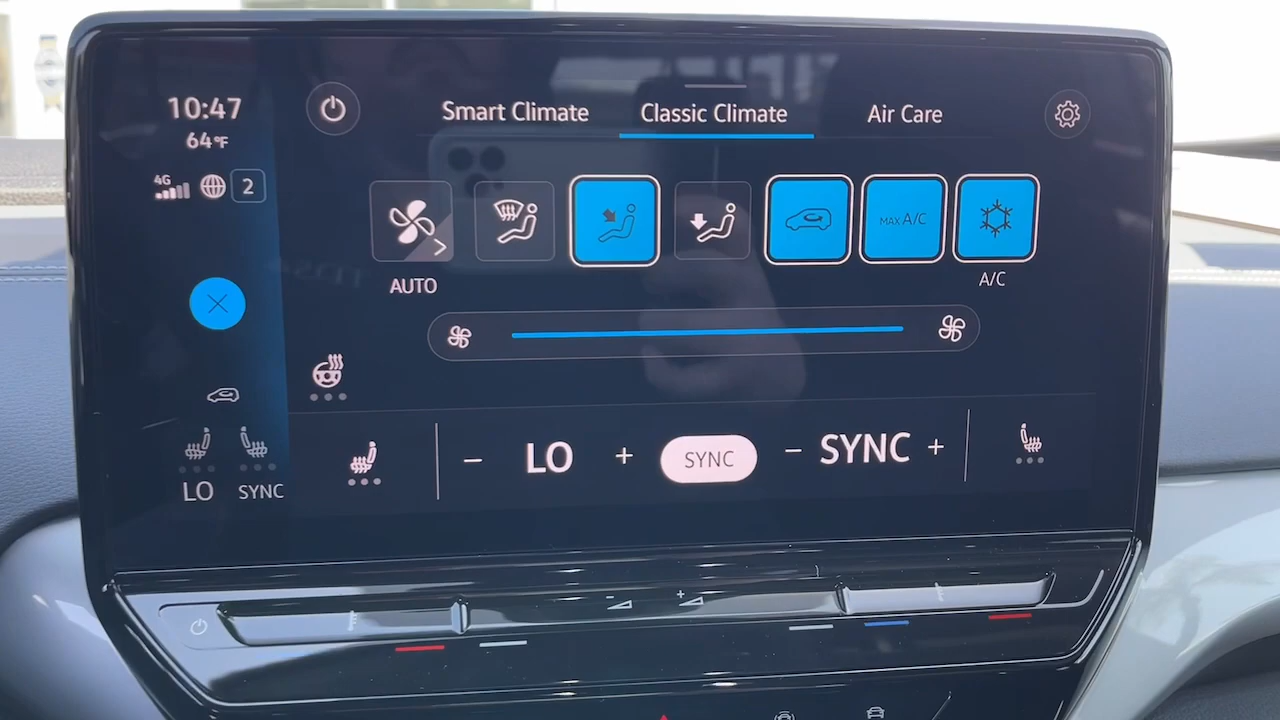 10:47
64°F
4G
2
Smart Climate
Classic Climate
Air Care
AUTO
MAX A/C
A/C
LO
SYNC
LO
+
SYNC
-
SYNC
+